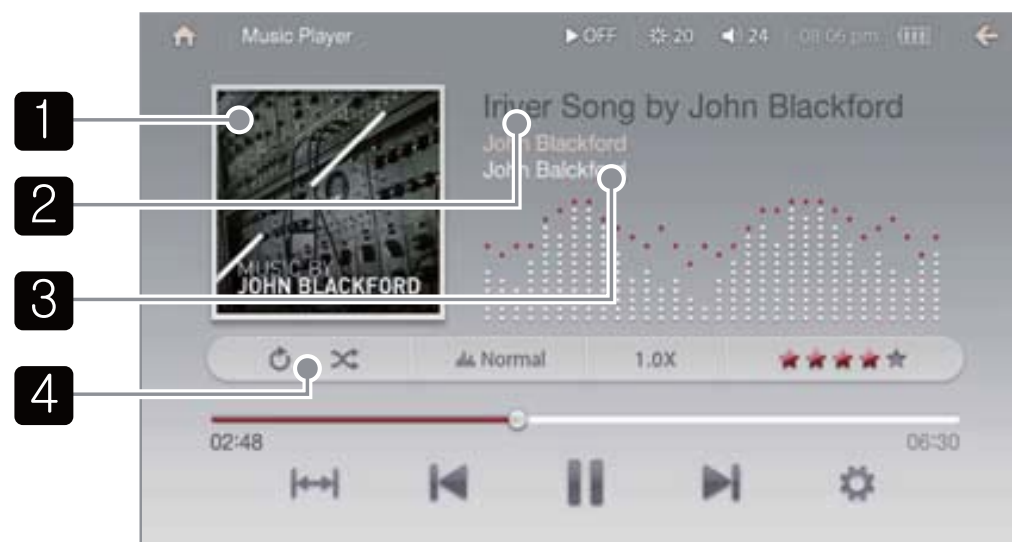 Music Player
OFF 20 24 08:06 pm
1
2
3
4
MUSIC BY
JOHN BLACKFORD
Iriver Song by John Blackford
John Blackford
John Balckford
Normal 1.0X
02:48 06:30